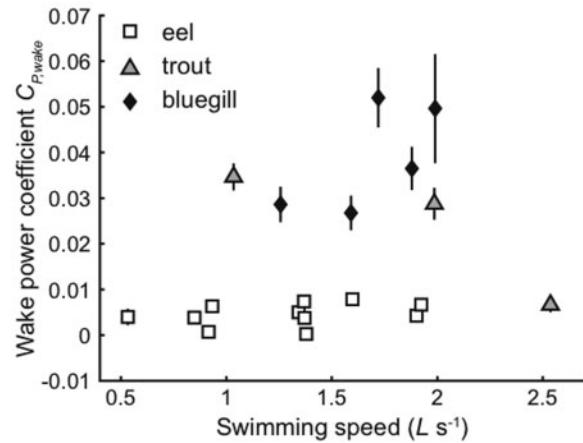 0.07
0.06
0.05
0.04
0.03
0.02
0.01
0
-0.01
Wake power coefficient C_P,wake
eel
trout
bluegill
0.5 1 1.5 2 2.5
Swimming speed (L s⁻¹)